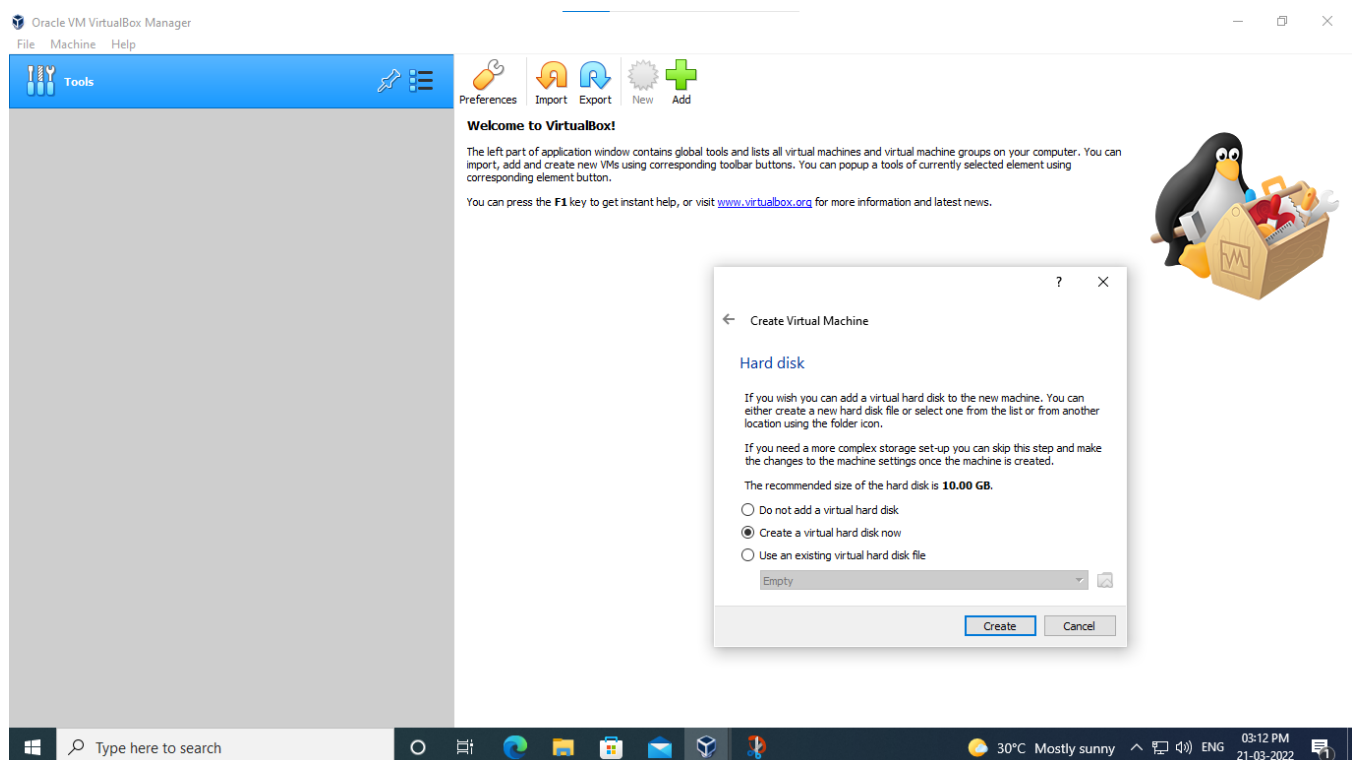 Oracle VM VirtualBox Manager
File Machine Help
Tools
Preferences Import Export New Add
Welcome to VirtualBox!
The left part of application window contains global tools and lists all virtual machines and virtual machine groups on your computer. You can
import, add and create new VMs using corresponding toolbar buttons. You can popup a tools of currently selected element using
corresponding element button.
You can press the F1 key to get instant help, or visit www.virtualbox.org for more information and latest news.
VM
?
Create Virtual Machine
Hard disk
If you wish you can add a virtual hard disk to the new machine. You can
either create a new hard disk file or select one from the list or from another
location using the folder icon.
If you need a more complex storage set-up you can skip this step and make
the changes to the machine settings once the machine is created.
The recommended size of the hard disk is 10.00 GB.
Do not add a virtual hard disk
Create a virtual hard disk now
Use an existing virtual hard disk file
Empty
Create Cancel
Type here to search
30°C Mostly sunny
ENG
03:12 PM
21-03-2022
1